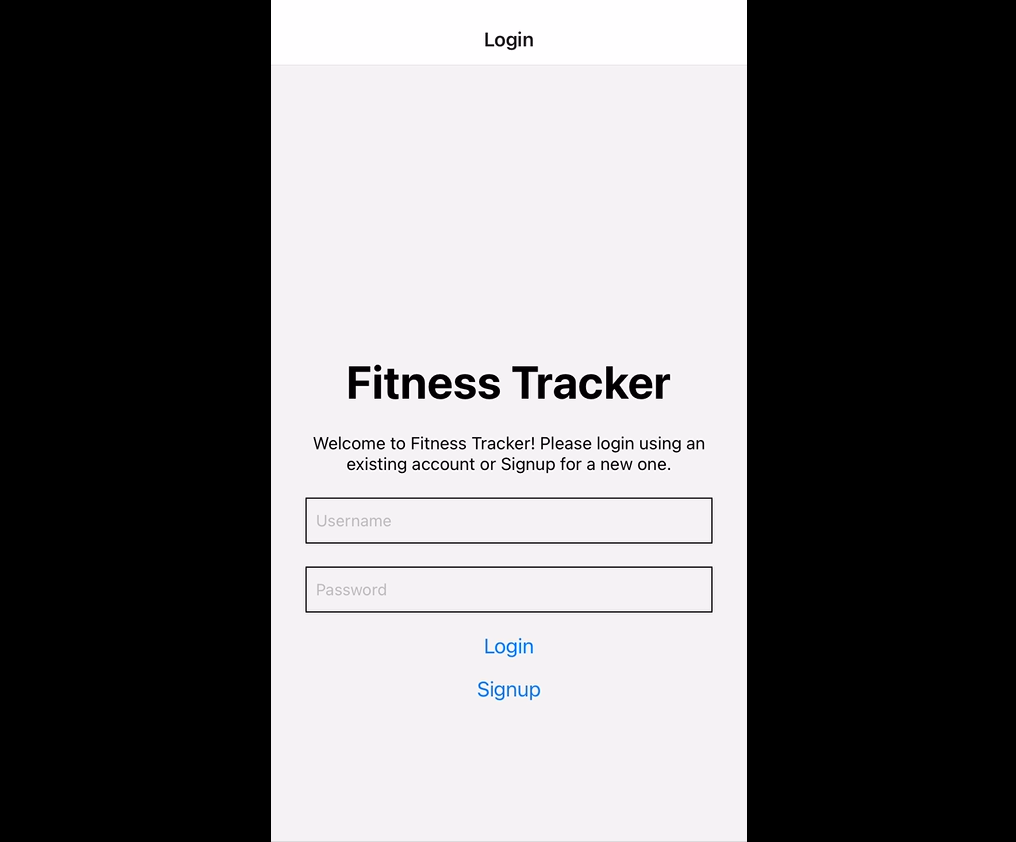 Login
Fitness Tracker
Welcome to Fitness Tracker! Please login using an
existing account or Signup for a new one.
Username
Password
Login
Signup